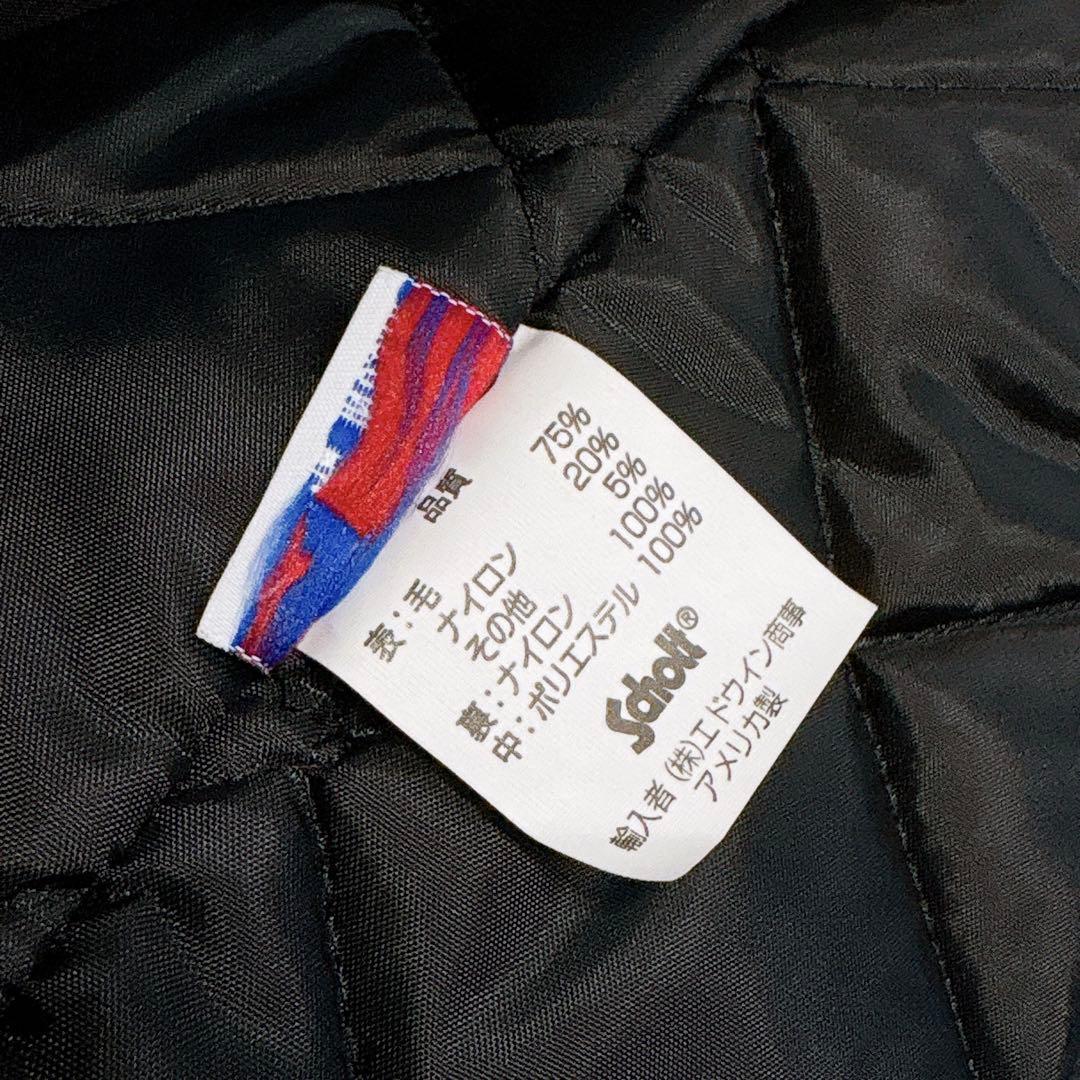 品質
表:毛 75%
ナイロン 20%
その他 5%
裏:ナイロン 100%
中:ポリエステル 100%
Schott®
輸入者 (株)エドウイン商事
アメリカ製